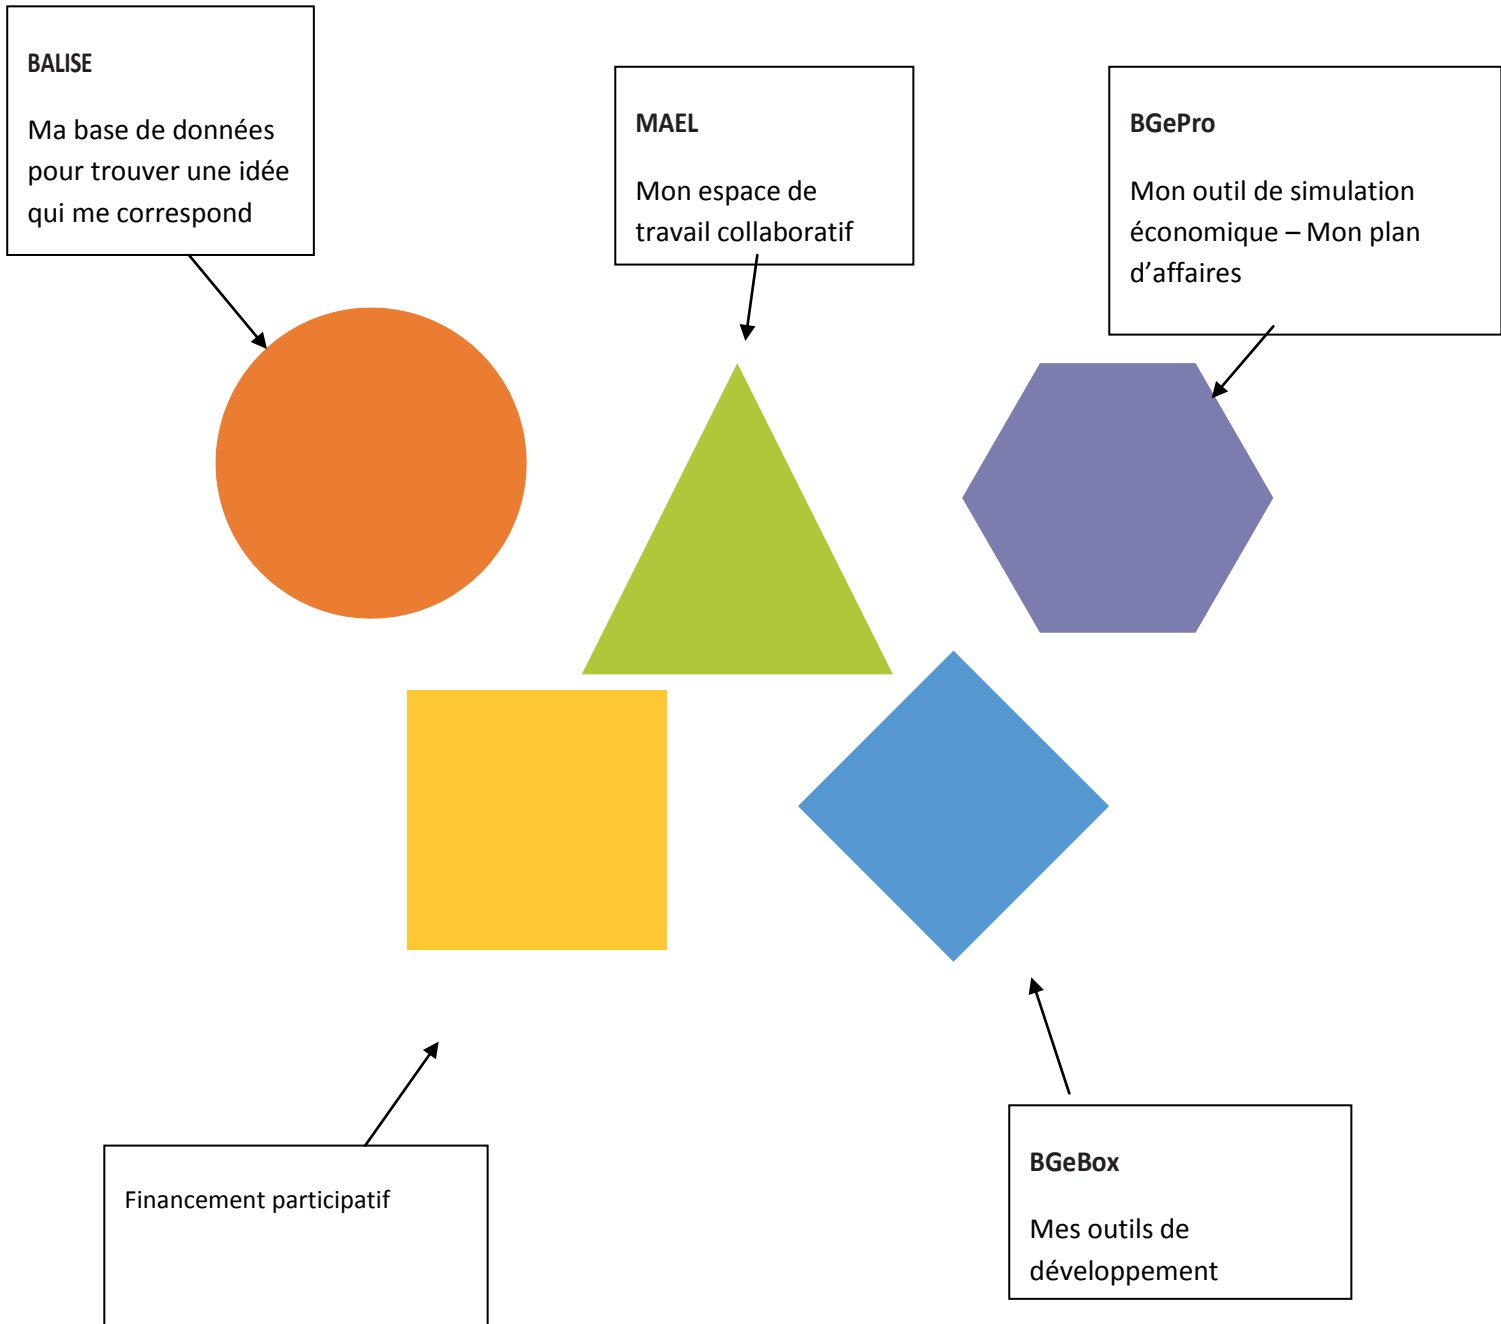 BALISE
Ma base de données
pour trouver une idée
qui me correspond
MAEL
Mon espace de
travail collaboratif
BGePro
Mon outil de simulation
économique – Mon plan
d’affaires
Financement participatif
BGeBox
Mes outils de
développement